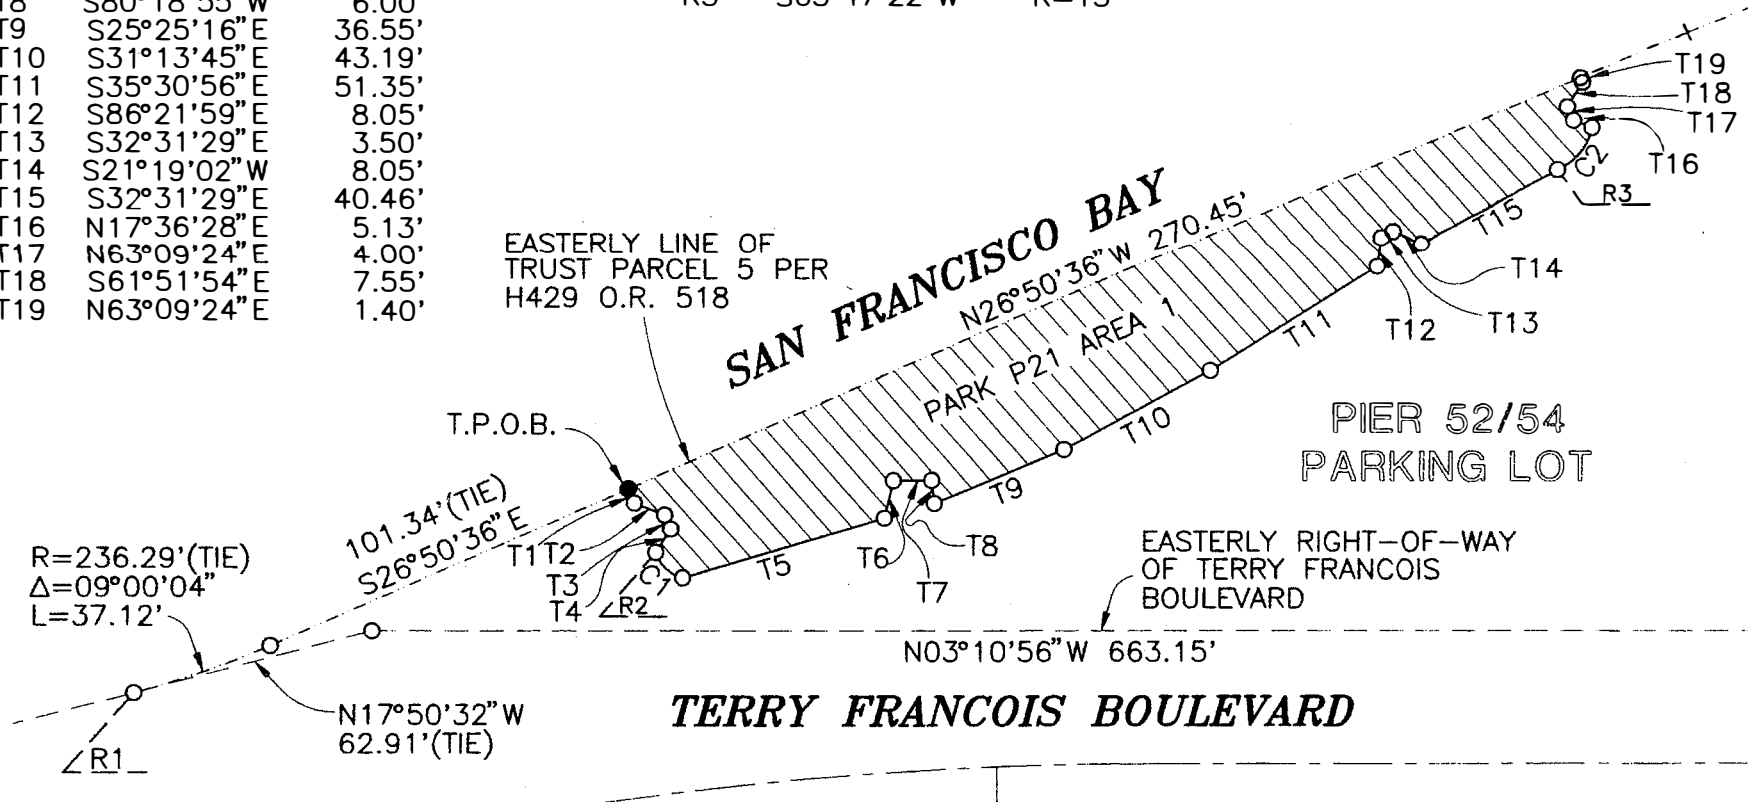 T8 S80°18'55"W 6.00'
T9 S25°25'16"E 36.55'
T10 S31°13'45"E 43.19'
T11 S35°30'56"E 51.35'
T12 S86°21'59"E 8.05'
T13 S32°31'29"E 3.50'
T14 S21°19'02"W 8.05'
T15 S32°31'29"E 40.46'
T16 N17°36'28"E 5.13'
T17 N63°09'24"E 4.00'
T18 S61°51'54"E 7.55'
T19 N63°09'24"E 1.40'
T19
T18
T17
T16
C2
R3
T15
T14
T13
T12
T11
EASTERLY LINE OF
TRUST PARCEL 5 PER
H429 O.R. 518
SAN FRANCISCO BAY
N26°50'36"W 270.45'
PARK P21 AREA 1
T10
PIER 52/54
PARKING LOT
T.P.O.B.
T9
101.34'(TIE)
S26°50'36"E
T1
T2
T3
T4
C1
R2
T5
T6
T7
T8
EASTERLY RIGHT-OF-WAY
OF TERRY FRANCOIS
BOULEVARD
R=236.29'(TIE)
Δ=09°00'04"
L=37.12'
N03°10'56"W 663.15'
TERRY FRANCOIS BOULEVARD
N17°50'32"W
62.91'(TIE)
R1